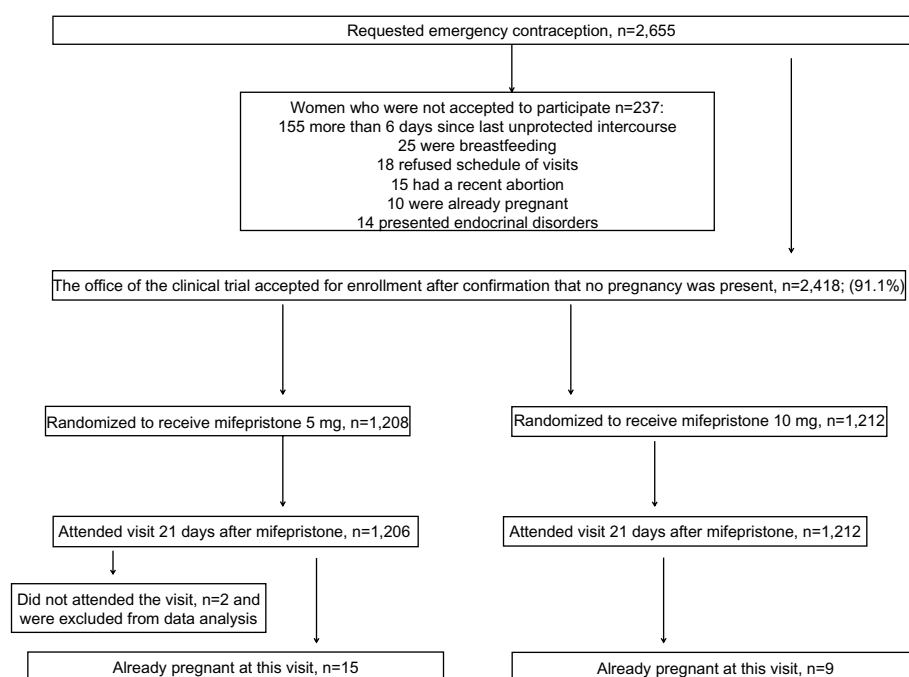 Requested emergency contraception, n=2,655
Women who were not accepted to participate n=237:
155 more than 6 days since last unprotected intercourse
25 were breastfeeding
18 refused schedule of visits
15 had a recent abortion
10 were already pregnant
14 presented endocrinal disorders
The office of the clinical trial accepted for enrollment after confirmation that no pregnancy was present, n=2,418; (91.1%)
Randomized to receive mifepristone 5 mg, n=1,208
Randomized to receive mifepristone 10 mg, n=1,212
Attended visit 21 days after mifepristone, n=1,206
Attended visit 21 days after mifepristone, n=1,212
Did not attended the visit, n=2 and
were excluded from data analysis
Already pregnant at this visit, n=15
Already pregnant at this visit, n=9